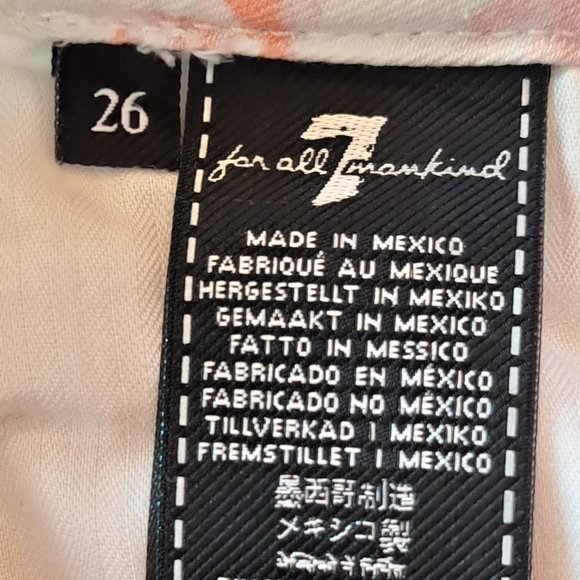 26
7
for all mankind
MADE IN MEXICO
FABRIQUÉ AU MEXIQUE
HERGESTELLT IN MEXIKO
GEMAAKT IN MEXICO
FATTO IN MESSICO
FABRICADO EN MÉXICO
FABRICADO NO MÉXICO
TILLVERKAD I MEXIKO
FREMSTILLET I MEXICO
墨西哥制造
メキシコ製